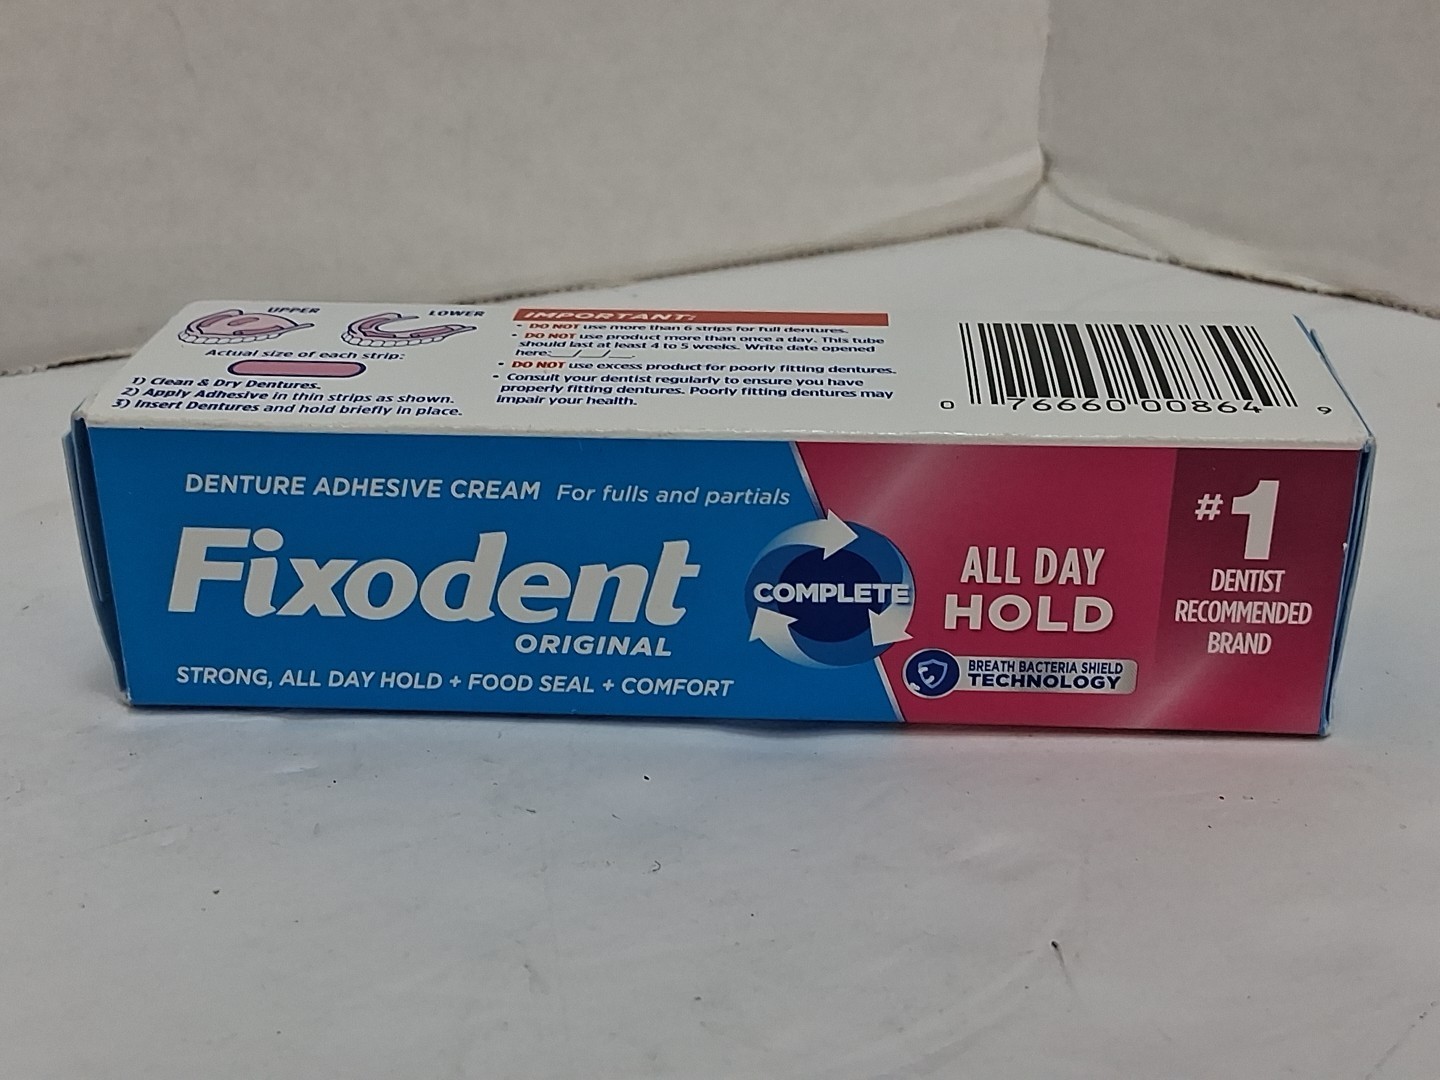 UPPER
LOWER
Actual size of each strip:
1) Clean & Dry Dentures.
2) Apply Adhesive in thin strips as shown.
3) Insert Dentures and hold briefly in place.
IMPORTANT:
• DO NOT use more than 6 strips for full dentures.
• DO NOT use product more than once a day. This tube
should last at least 4 to 5 weeks. Write date opened
here:__/__/__.
• DO NOT use excess product for poorly fitting dentures.
• Consult your dentist regularly to ensure you have
properly fitting dentures. Poorly fitting dentures may
impair your health.
0 76660 00864 9
DENTURE ADHESIVE CREAM For fulls and partials
Fixodent
ORIGINAL
STRONG, ALL DAY HOLD + FOOD SEAL + COMFORT
COMPLETE
ALL DAY
HOLD
BREATH BACTERIA SHIELD
TECHNOLOGY
#1
DENTIST
RECOMMENDED
BRAND